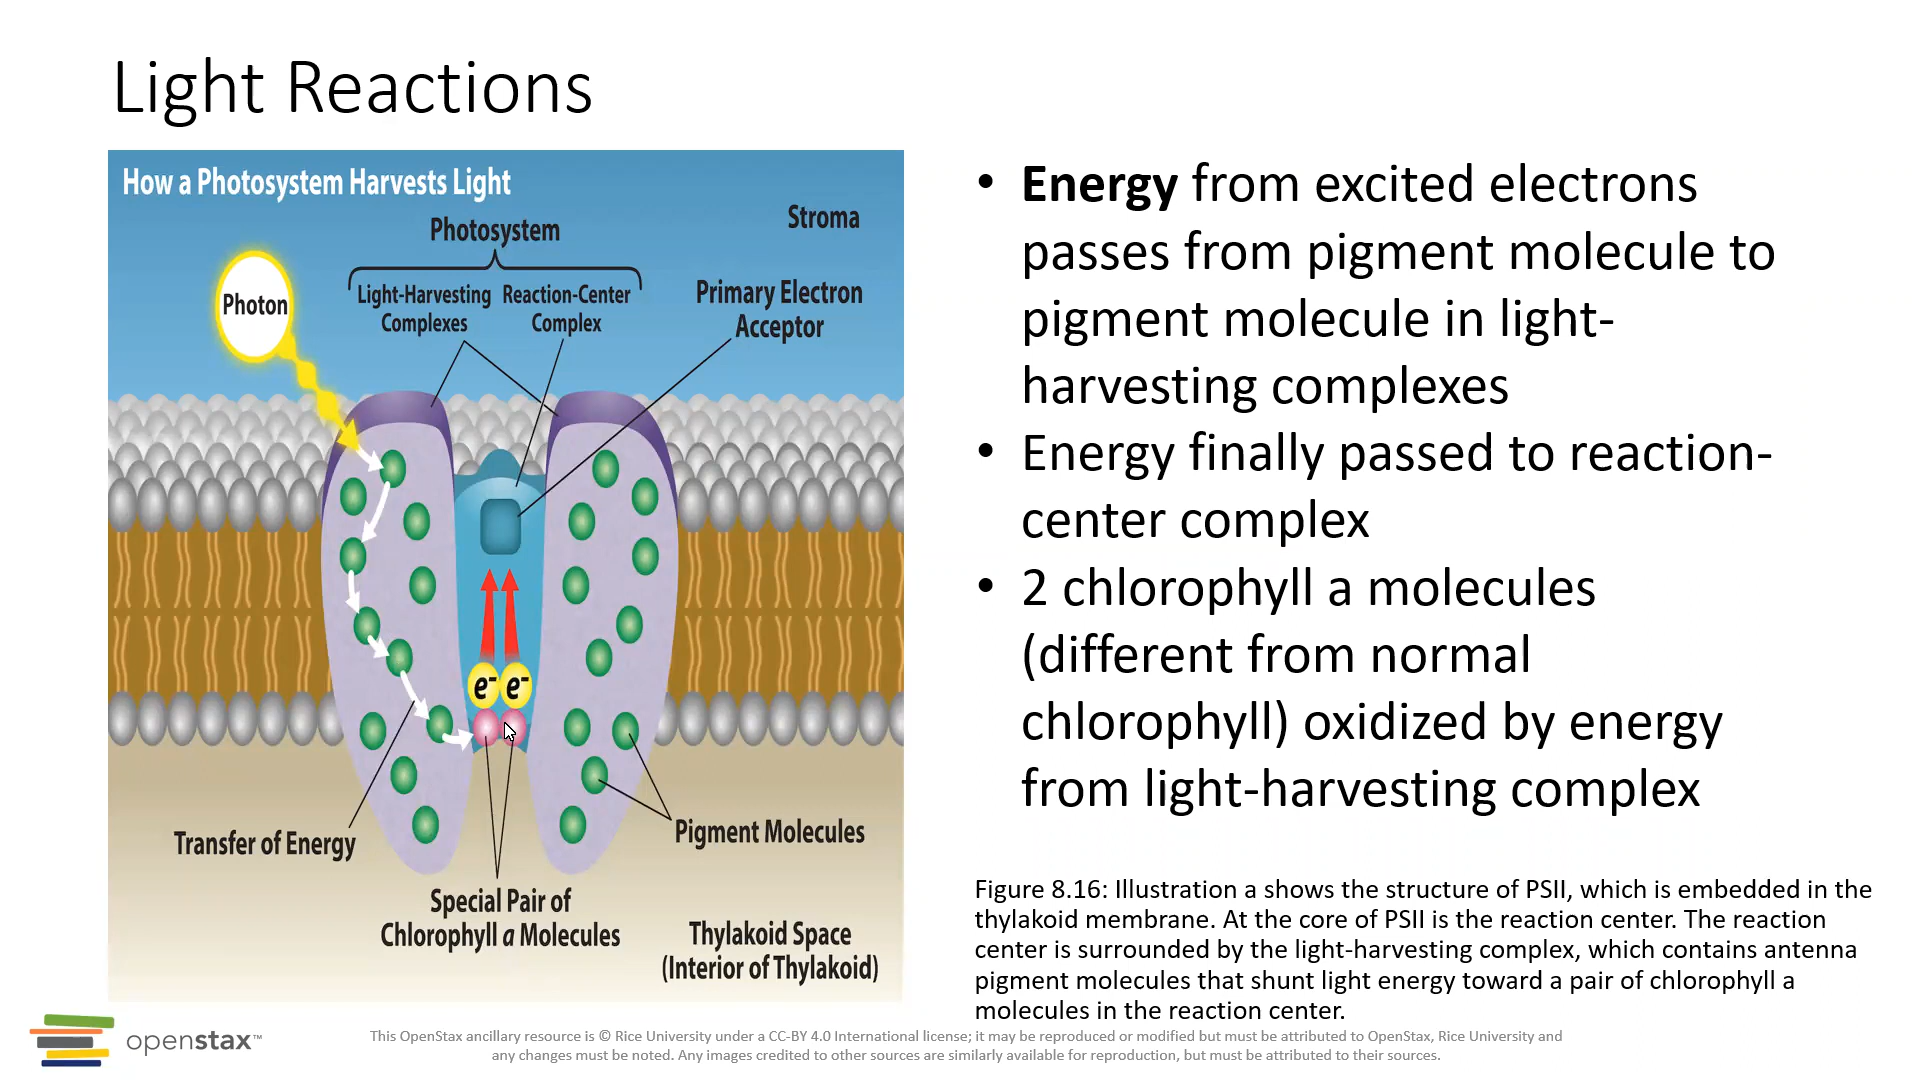 Light Reactions
How a Photosystem Harvests Light
Photosystem
Stroma
Light-Harvesting
Complexes
Reaction-Center
Complex
Primary Electron
Acceptor
Photon
e-
e-
Transfer of Energy
Pigment Molecules
Special Pair of
Chlorophyll a Molecules
Thylakoid Space
(Interior of Thylakoid)
• Energy from excited electrons
passes from pigment molecule to
pigment molecule in light-
harvesting complexes
• Energy finally passed to reaction-
center complex
• 2 chlorophyll a molecules
(different from normal
chlorophyll) oxidized by energy
from light-harvesting complex
Figure 8.16: Illustration a shows the structure of PSII, which is embedded in the
thylakoid membrane. At the core of PSII is the reaction center. The reaction
center is surrounded by the light-harvesting complex, which contains antenna
pigment molecules that shunt light energy toward a pair of chlorophyll a
molecules in the reaction center.
openstax™
This OpenStax ancillary resource is © Rice University under a CC-BY 4.0 International license; it may be reproduced or modified but must be attributed to OpenStax, Rice University and
any changes must be noted. Any images credited to other sources are similarly available for reproduction, but must be attributed to their sources.